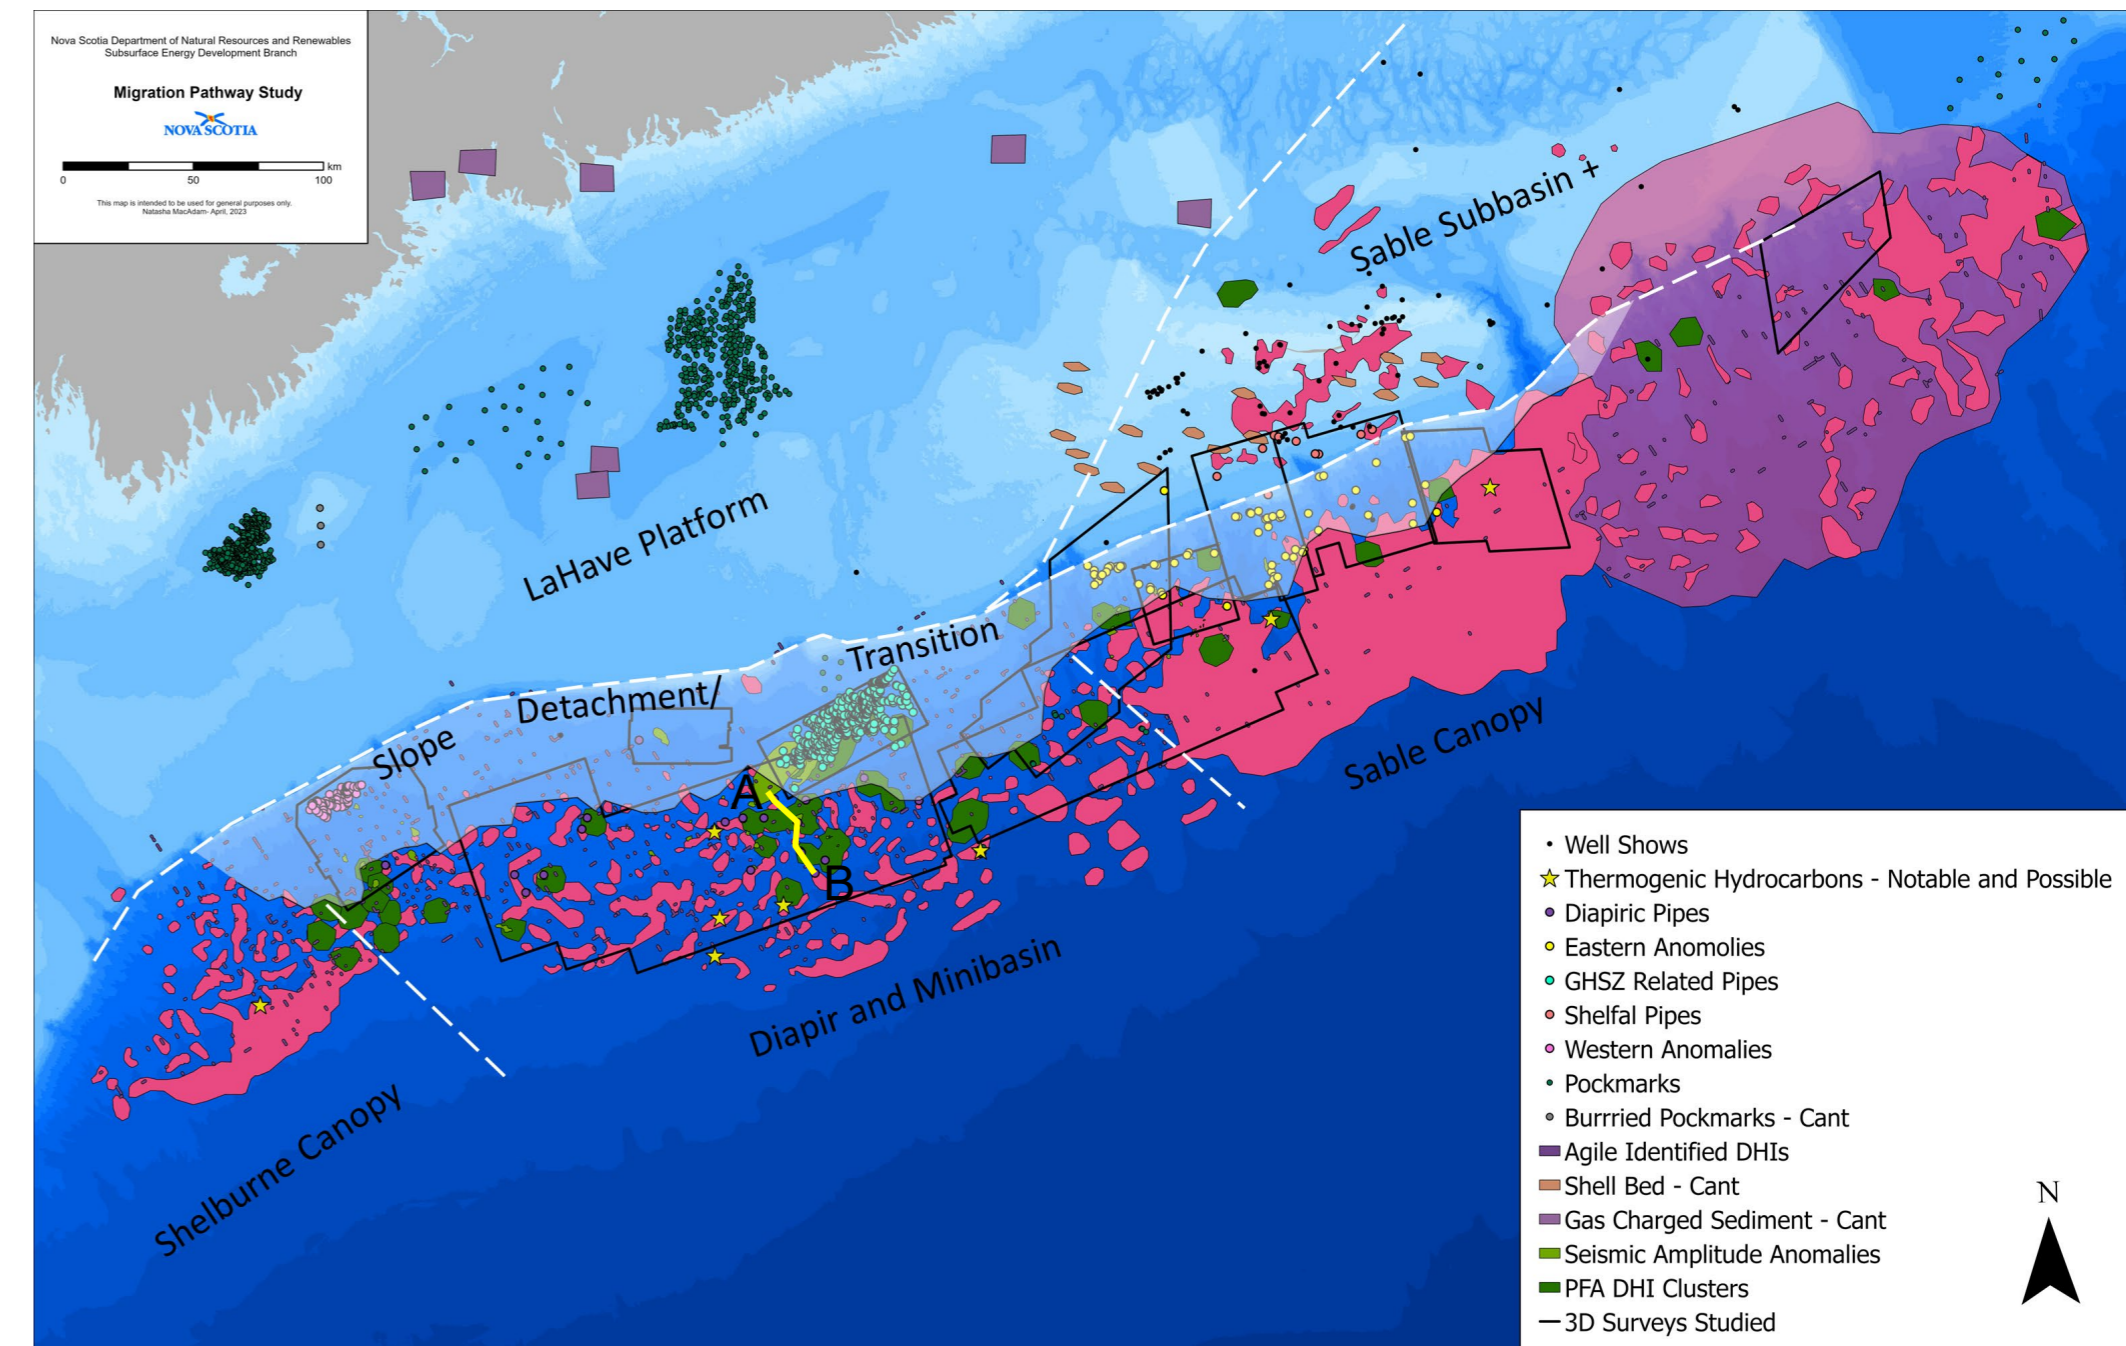 Nova Scotia Department of Natural Resources and Renewables
Subsurface Energy Development Branch
Migration Pathway Study
NOVA SCOTIA
km
0 50 100
This map is intended to be used for general purposes only.
Natasha MacAdam- April, 2023
Sable Subbasin +
LaHave Platform
Slope
Detachment/
Transition
A
B
Sable Canopy
Diapir and Minibasin
Shelburne Canopy
Well Shows
Thermogenic Hydrocarbons - Notable and Possible
Diapiric Pipes
Eastern Anomolies
GHSZ Related Pipes
Shelfal Pipes
Western Anomalies
Pockmarks
Burrried Pockmarks - Cant
Agile Identified DHIs
Shell Bed - Cant
Gas Charged Sediment - Cant
Seismic Amplitude Anomalies
PFA DHI Clusters
3D Surveys Studied
N